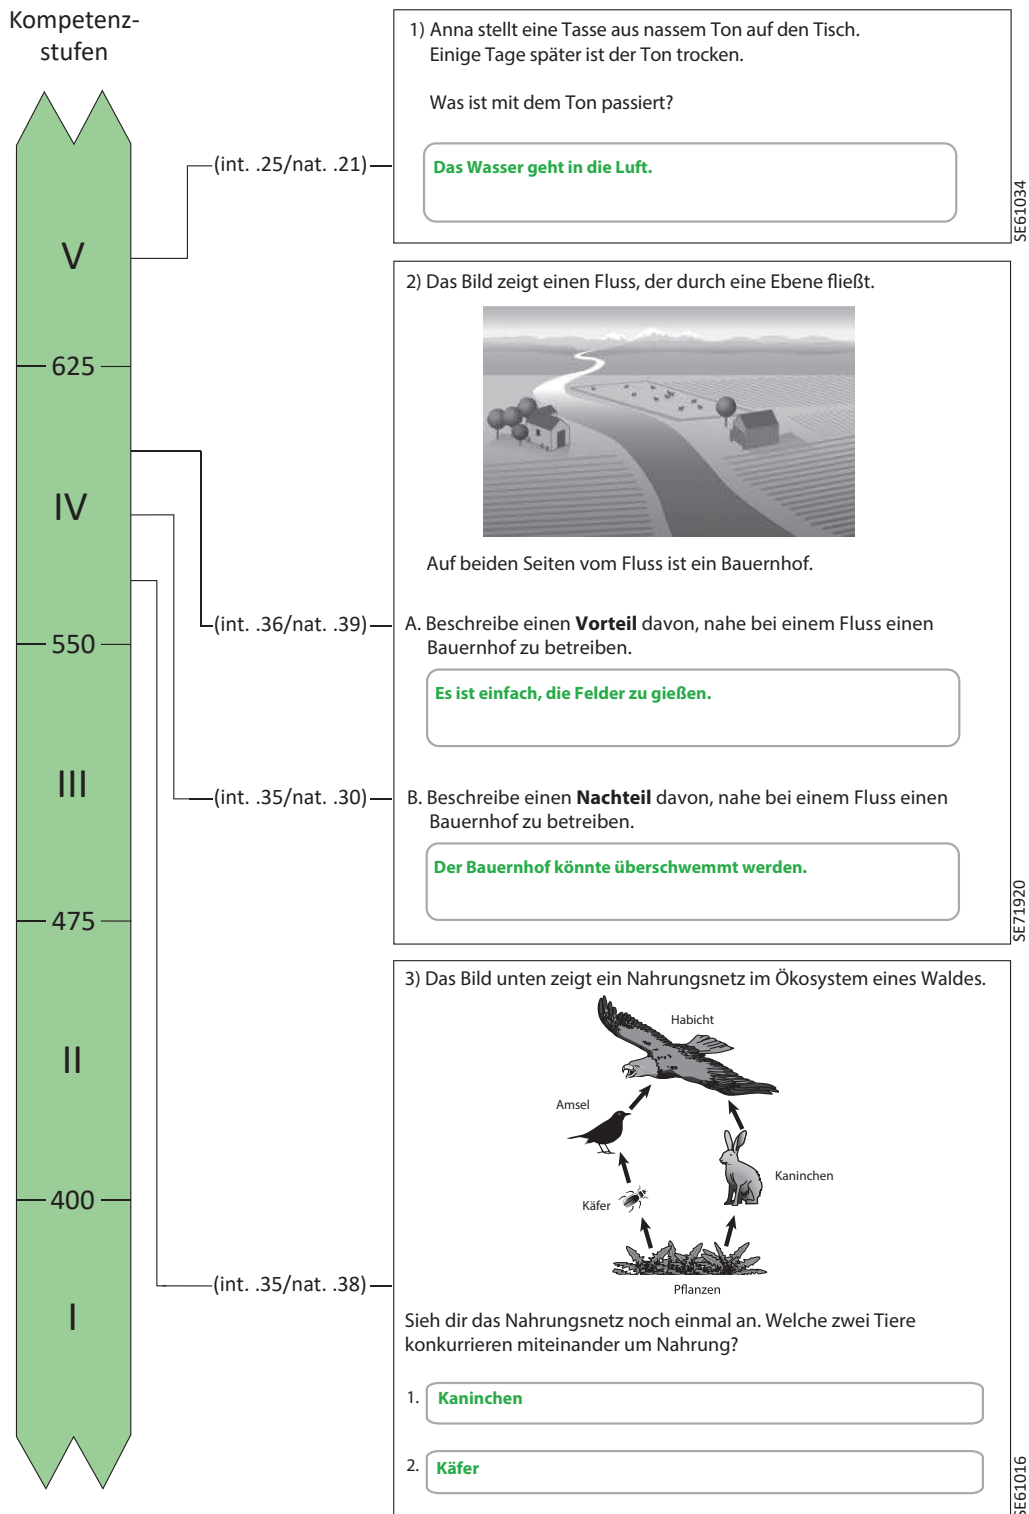 Kompetenz-
stufen
V
625
IV
550
III
475
II
400
I
(int. .25/nat. .21)
(int. .36/nat. .39)
(int. .35/nat. .30)
(int. .35/nat. .38)
1) Anna stellt eine Tasse aus nassem Ton auf den Tisch.
Einige Tage später ist der Ton trocken.
Was ist mit dem Ton passiert?
Das Wasser geht in die Luft.
SE61034
2) Das Bild zeigt einen Fluss, der durch eine Ebene fließt.
Auf beiden Seiten vom Fluss ist ein Bauernhof.
A. Beschreibe einen Vorteil davon, nahe bei einem Fluss einen
Bauernhof zu betreiben.
Es ist einfach, die Felder zu gießen.
B. Beschreibe einen Nachteil davon, nahe bei einem Fluss einen
Bauernhof zu betreiben.
Der Bauernhof könnte überschwemmt werden.
SE71920
3) Das Bild unten zeigt ein Nahrungsnetz im Ökosystem eines Waldes.
Habicht
Amsel
Kaninchen
Käfer
Pflanzen
Sieh dir das Nahrungsnetz noch einmal an. Welche zwei Tiere
konkurrieren miteinander um Nahrung?
1. Kaninchen
2. Käfer
SE61016